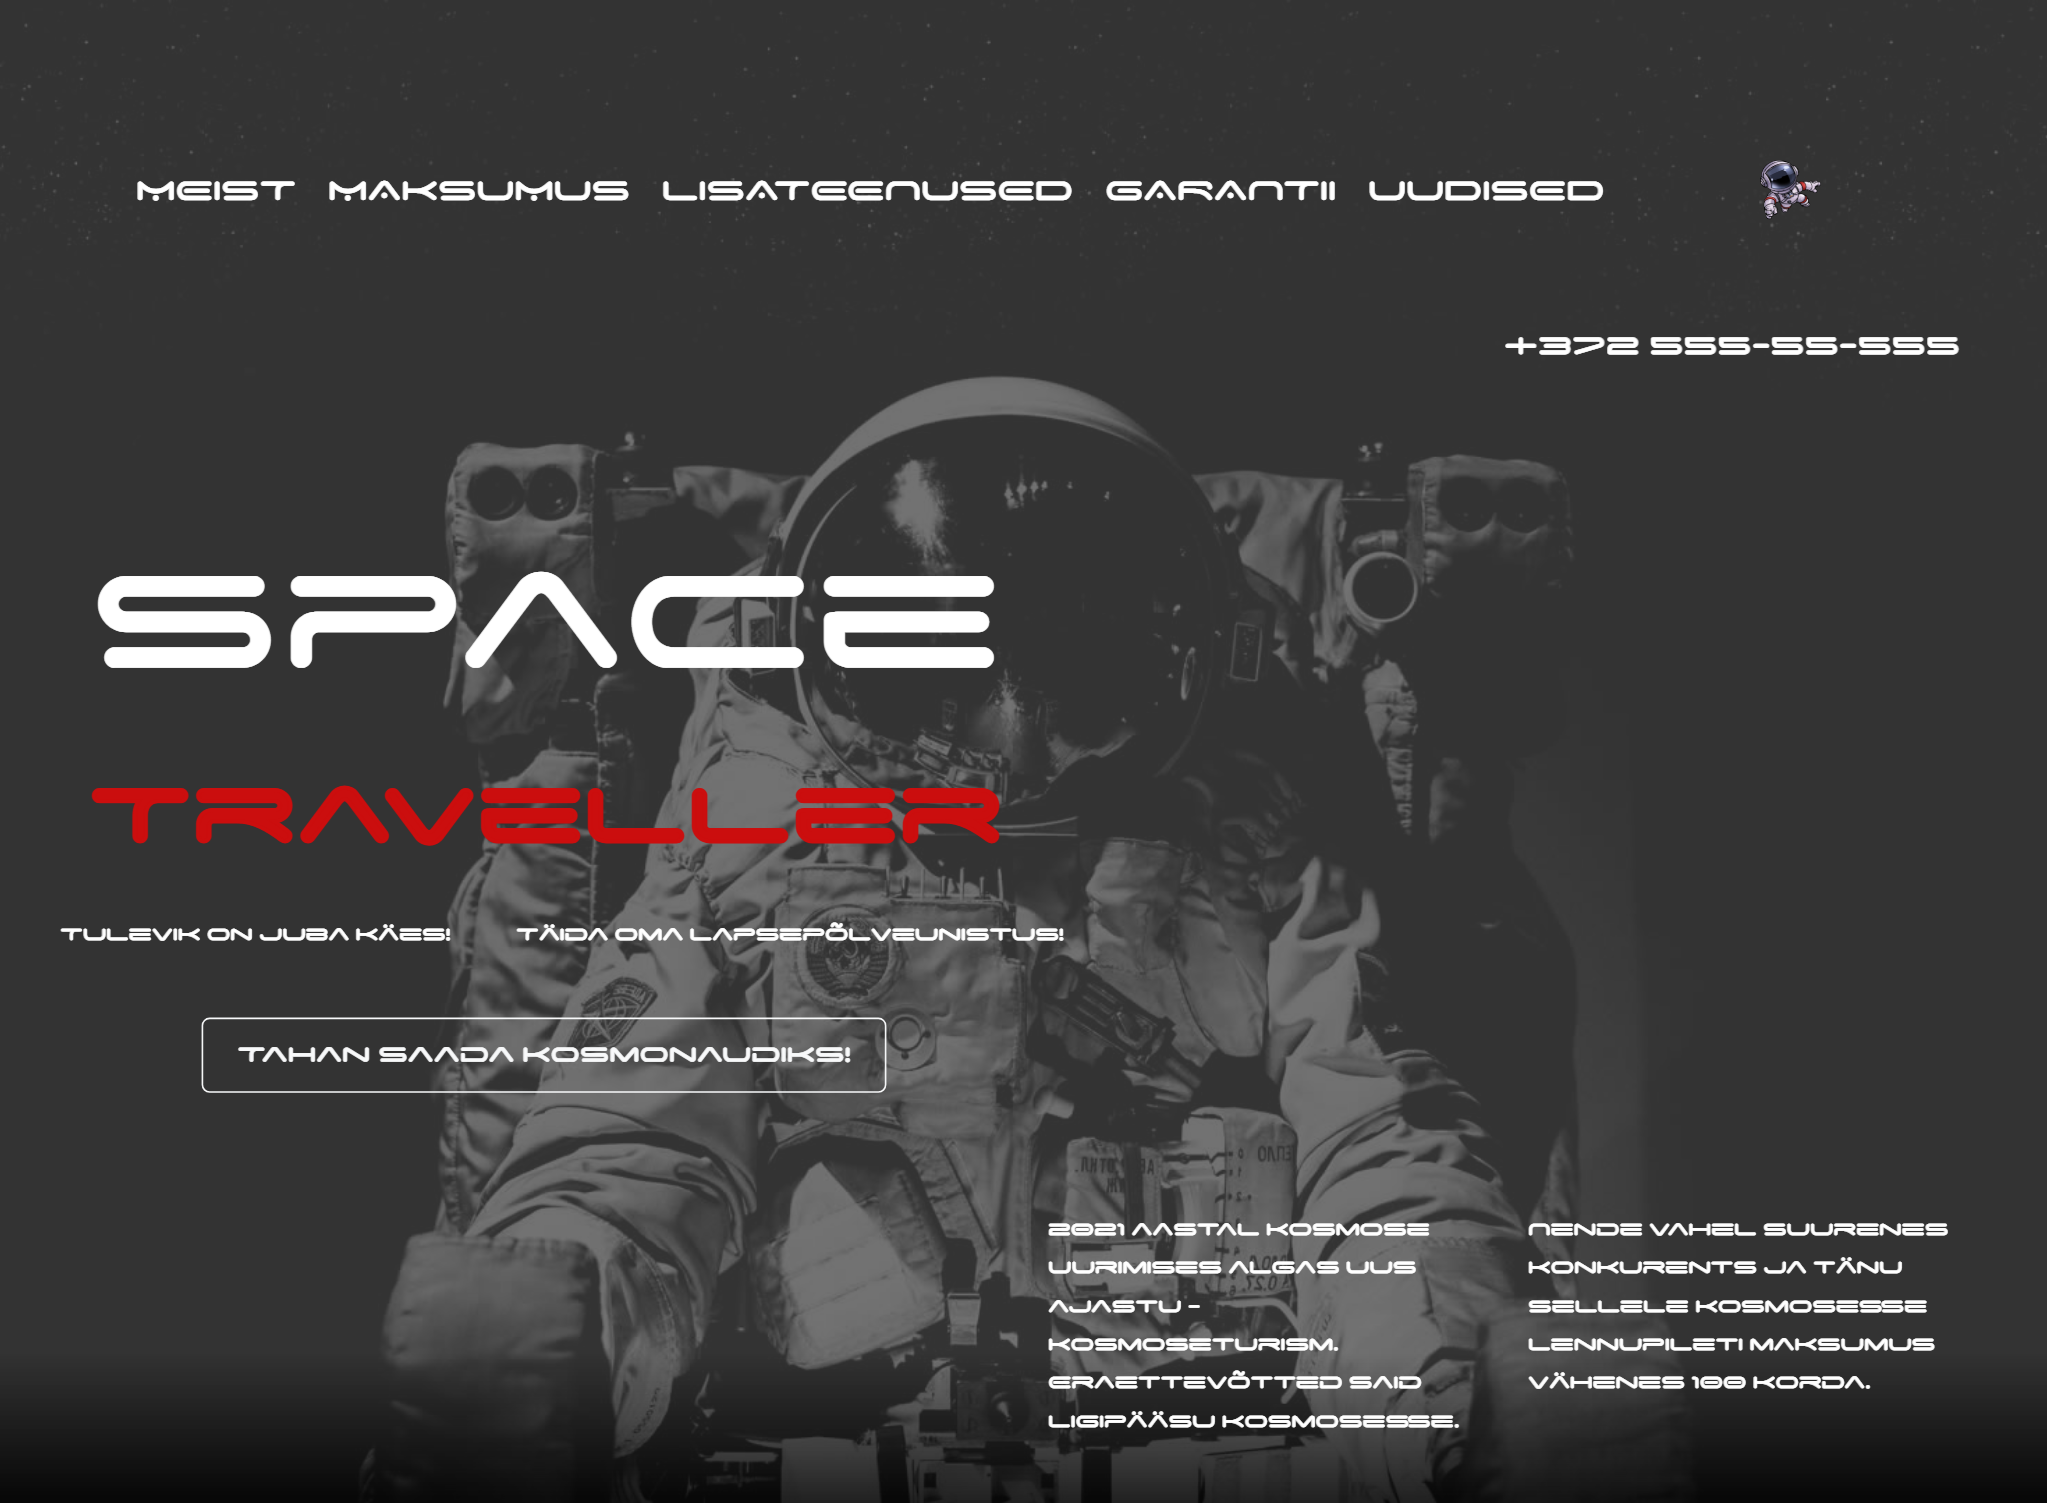 MEIST MAKSUMUS LISATEENUSED GARANTII UUDISED
+372 555-55-555
SPACE
TRAVELLER
TULEVIK ON JUBA KÄES! TÄIDA OMA LAPSEPÕLVEUNISTUS!
TAHAN SAADA KOSMONAUDIKS!
2021 AASTAL KOSMOSE
UURIMISES ALGAS UUS
AJASTU -
KOSMOSETURISM.
ERAETTEVÕTTED SAID
LIGIPÄÄSU KOSMOSESSE.
NENDE VAHEL SUURENES
KONKURENTS JA TÄNU
SELLELE KOSMOSESSE
LENNUPILETI MAKSUMUS
VÄHENES 100 KORDA.